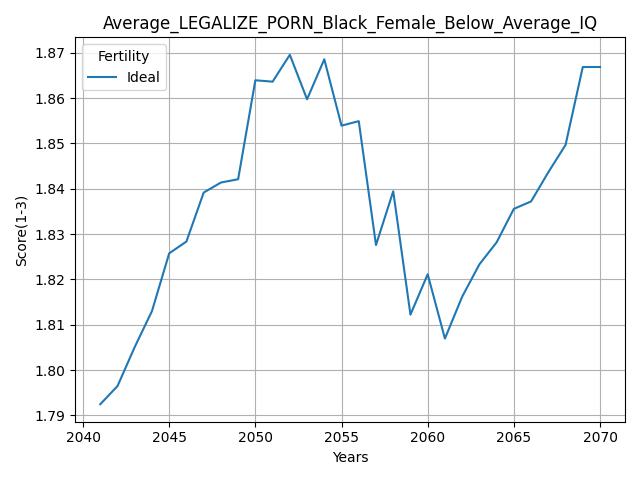 Average_LEGALIZE_PORN_Black_Female_Below_Average_IQ
Fertility
Ideal
Score(1-3)
1.87
1.86
1.85
1.84
1.83
1.82
1.81
1.80
1.79
2040 2045 2050 2055 2060 2065 2070
Years